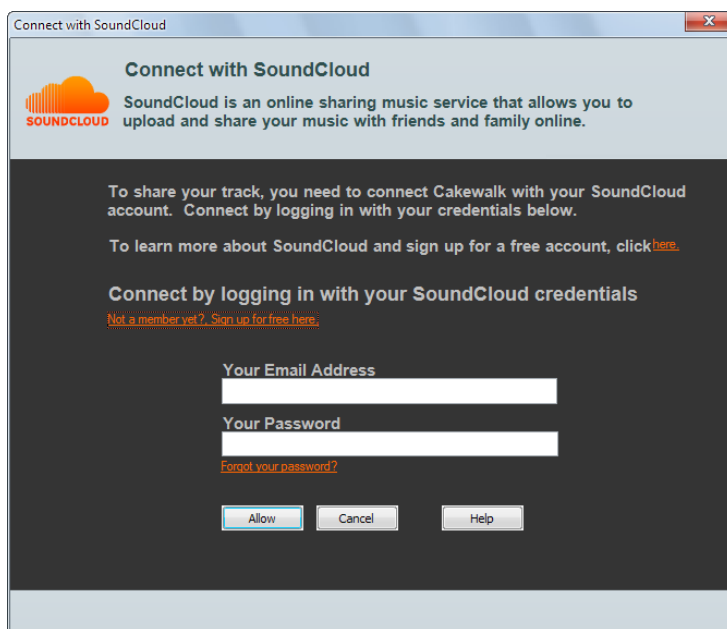 Connect with SoundCloud
x
Connect with SoundCloud
SoundCloud is an online sharing music service that allows you to
upload and share your music with friends and family online.
SOUNDCLOUD
To share your track, you need to connect Cakewalk with your SoundCloud
account. Connect by logging in with your credentials below.
To learn more about SoundCloud and sign up for a free account, click here.
Connect by logging in with your SoundCloud credentials
Not a member yet?, Sign up for free here.
Your Email Address
Your Password
Forgot your password?
Allow Cancel Help